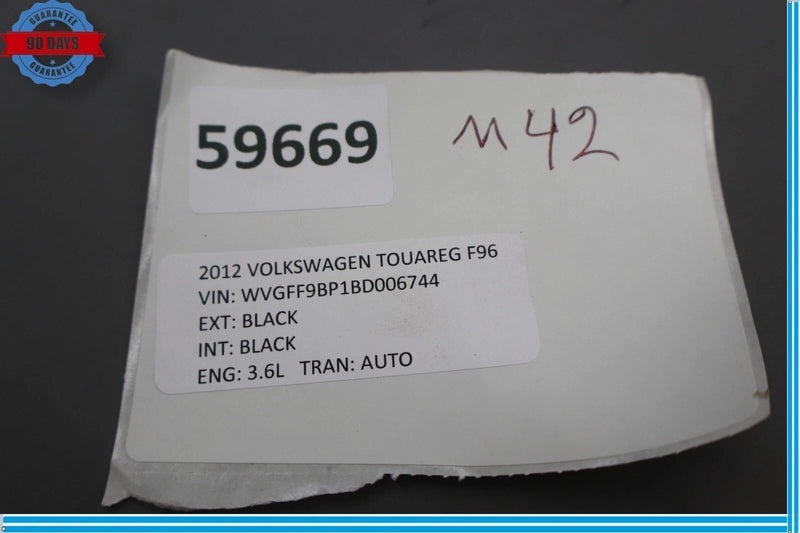 GUARANTEE
90 DAYS
GUARANTEE
59669
M42
2012 VOLKSWAGEN TOUAREG F96
VIN: WVGFF9BP1BD006744
EXT: BLACK
INT: BLACK
ENG: 3.6L TRAN: AUTO